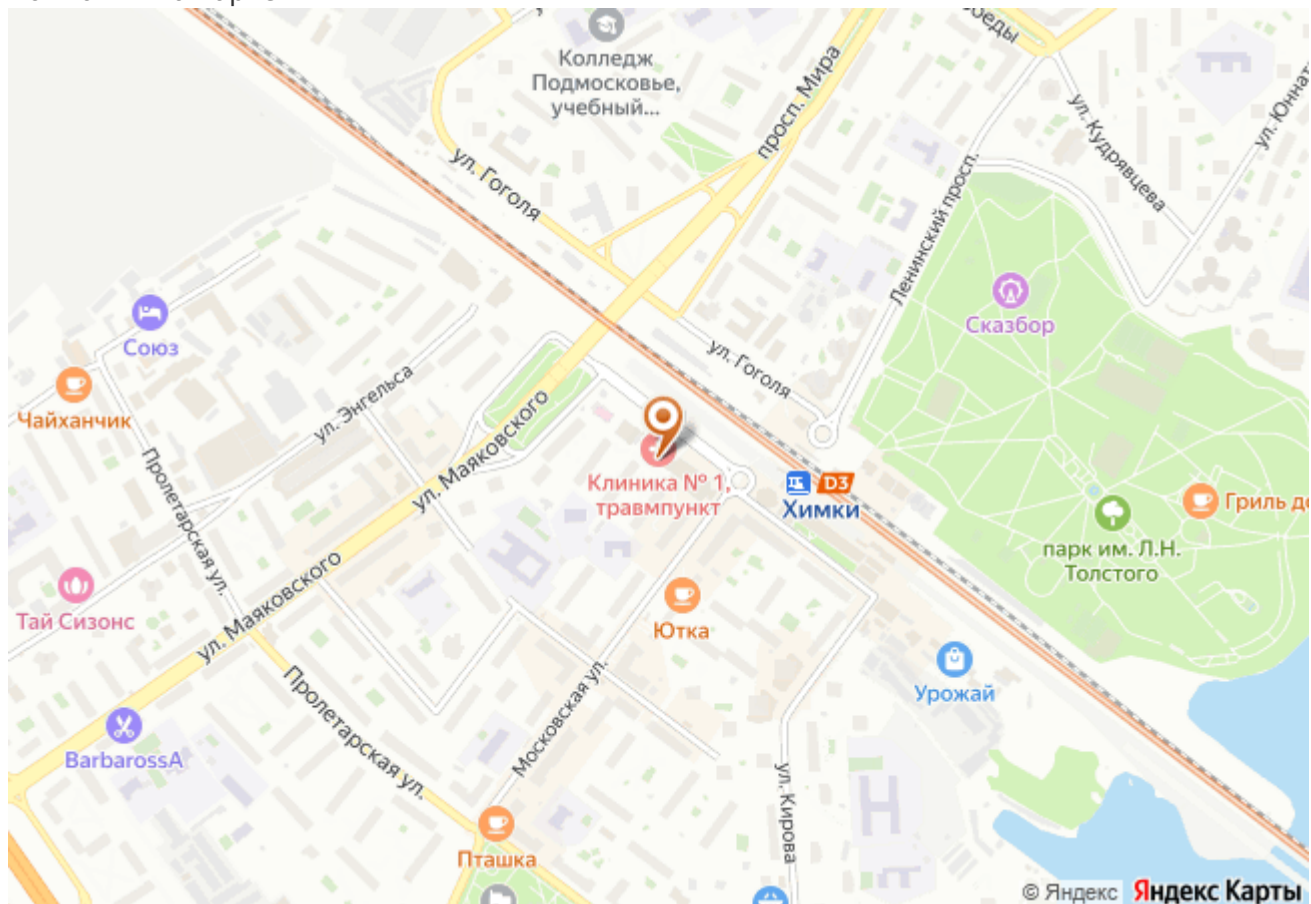 обеды
Колледж
Подмосковье,
учебный...
просп. Мира
ул. Кудрявцева
ул. Юннат
ул. Гоголя
Ленинский просп.
Сказбор
Союз
ул. Гоголя
Чайханчик
ул. Энгельса
ул. Маяковского
Клиника № 1,
травмпункт
D3
Химки
Гриль до
Пролетарская ул.
парк им. Л.Н.
Толстого
Тай Сизонс
ул. Маяковского
Ютка
Урожай
Пролетарская ул.
Московская ул.
BarbarossA
ул. Кирова
Пташка
© Яндекс Яндекс Карты